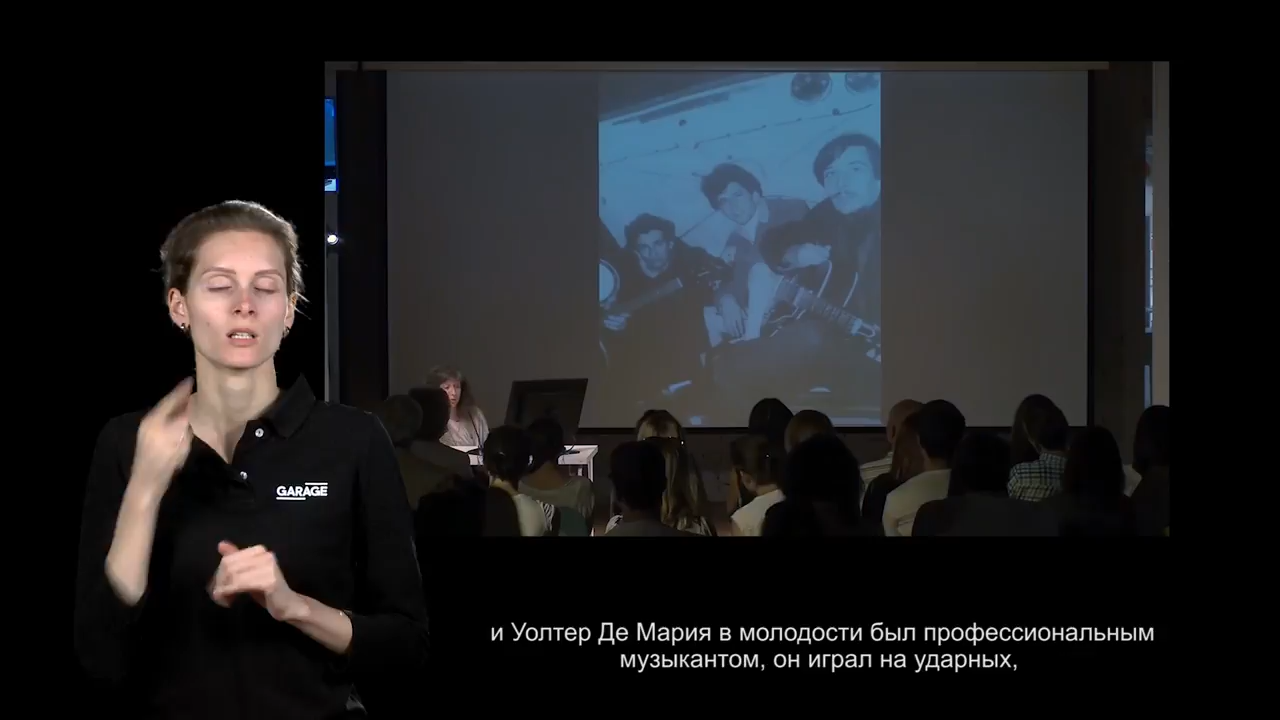 GARAGE
и Уолтер Де Мария в молодости был профессиональным
музыкантом, он играл на ударных,